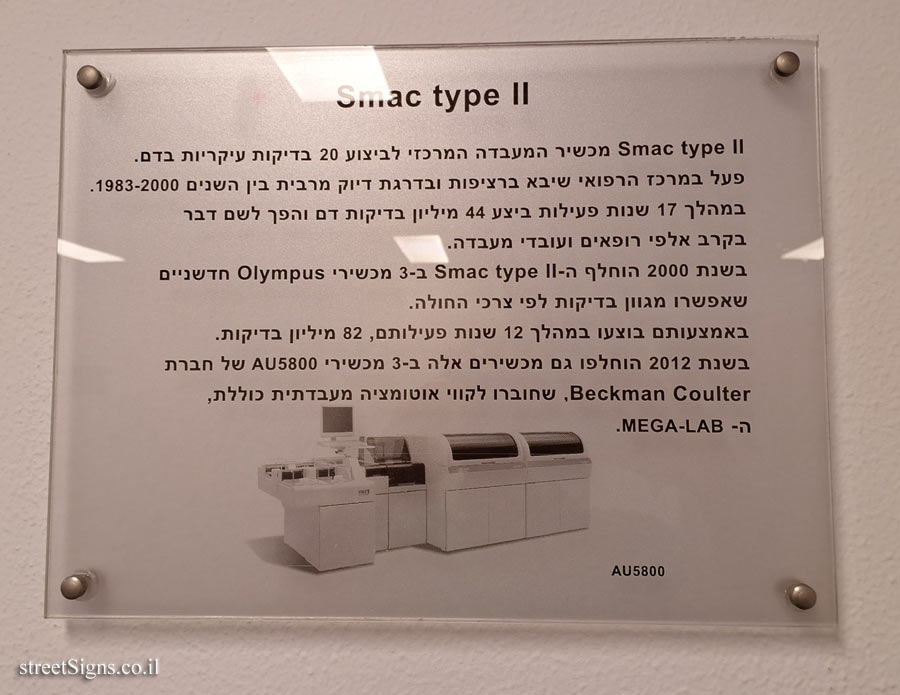 Smac type II
Smac type II מכשיר המעבדה המרכזי לביצוע 20 בדיקות עיקריות בדם.
פעל במרכז הרפואי שיבא ברציפות ובדרגת דיוק מרבית בין השנים 1983-2000.
במהלך 17 שנות פעילות ביצע 44 מיליון בדיקות דם והפך לשם דבר
בקרב אלפי רופאים ועובדי מעבדה.
בשנת 2000 הוחלף ה-Smac type II ב-3 מכשירי Olympus חדשניים
שאפשרו מגוון בדיקות לפי צרכי החולה.
באמצעותם בוצעו במהלך 12 שנות פעילותם, 82 מיליון בדיקות.
בשנת 2012 הוחלפו גם מכשירים אלה ב-3 מכשירי AU5800 של חברת
Beckman Coulter, שחוברו לקווי אוטומציה מעבדתית כוללת,
ה- MEGA-LAB.
AU5800
streetSigns.co.il